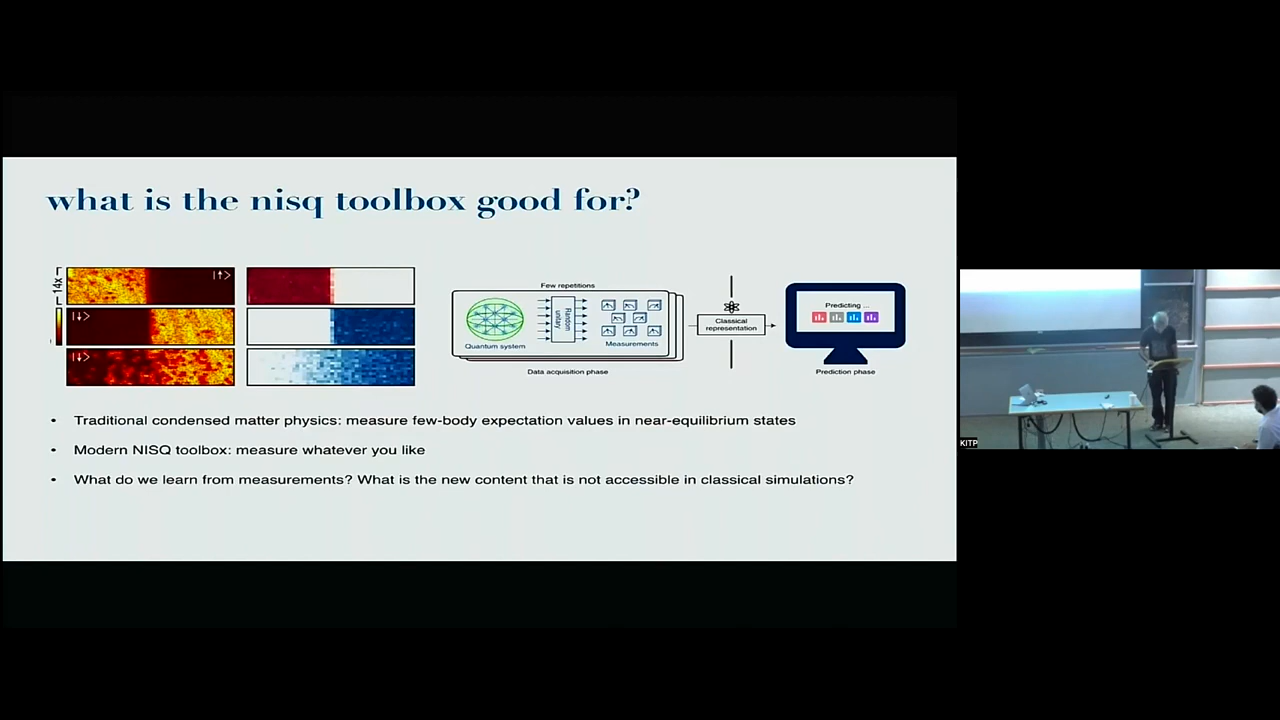 what is the nisq toolbox good for?
14x
|↑>
|↓>
|↓>
Few repetitions
Random unitary
Quantum system
Measurements
Data acquisition phase
Classical
representation
Predicting ...
Prediction phase
• Traditional condensed matter physics: measure few-body expectation values in near-equilibrium states
• Modern NISQ toolbox: measure whatever you like
• What do we learn from measurements? What is the new content that is not accessible in classical simulations?
KITP